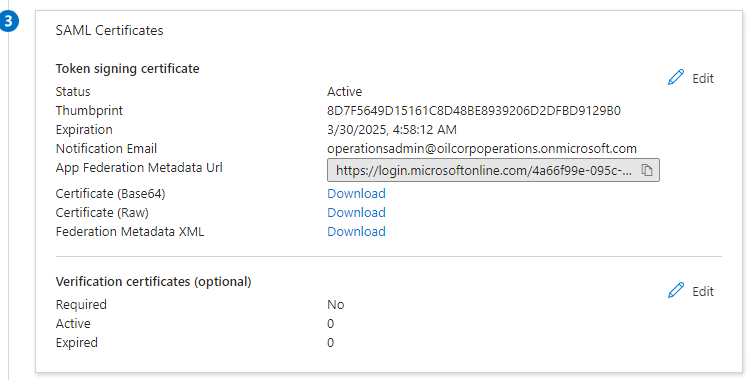 3
SAML Certificates
Token signing certificate
Edit
Status Active
Thumbprint 8D7F5649D15161C8D48BE8939206D2DFBD9129B0
Expiration 3/30/2025, 4:58:12 AM
Notification Email operationsadmin@oilcorpoperations.onmicrosoft.com
App Federation Metadata Url https://login.microsoftonline.com/4a66f99e-095c-...
Certificate (Base64) Download
Certificate (Raw) Download
Federation Metadata XML Download
Verification certificates (optional)
Edit
Required No
Active 0
Expired 0